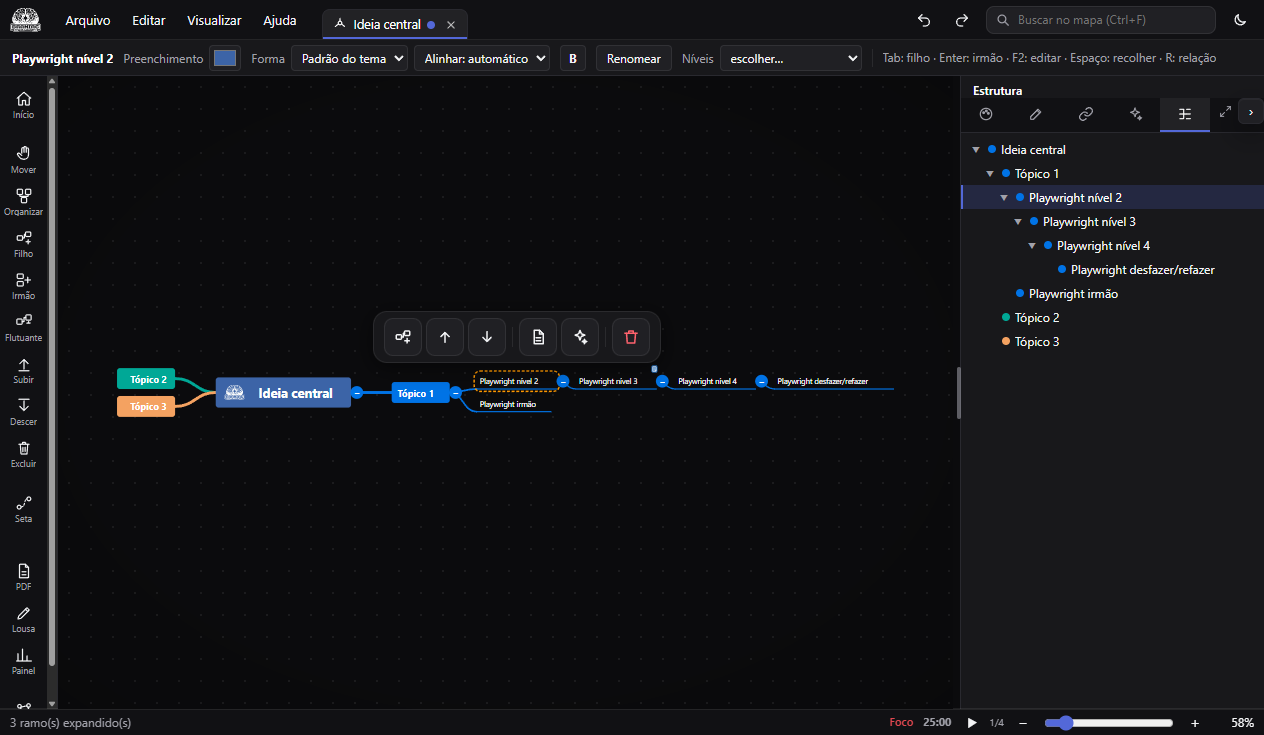 Arquivo Editar Visualizar Ajuda Ideia central Buscar no mapa (Ctrl+F)
Playwright nível 2 Preenchimento Forma Padrão do tema Alinhar: automático B Renomear Níveis escolher... Tab: filho · Enter: irmão · F2: editar · Espaço: recolher · R: relação
Início
Mover
Organizar
Filho
Irmão
Flutuante
Subir
Descer
Excluir
Seta
PDF
Lousa
Painel
Tópico 2
Tópico 3
Ideia central
Tópico 1
Playwright nível 2
Playwright nível 3
Playwright nível 4
Playwright desfazer/refazer
Playwright irmão
Estrutura
Ideia central
Tópico 1
Playwright nível 2
Playwright nível 3
Playwright nível 4
Playwright desfazer/refazer
Playwright irmão
Tópico 2
Tópico 3
3 ramo(s) expandido(s) Foco 25:00 1/4 58%